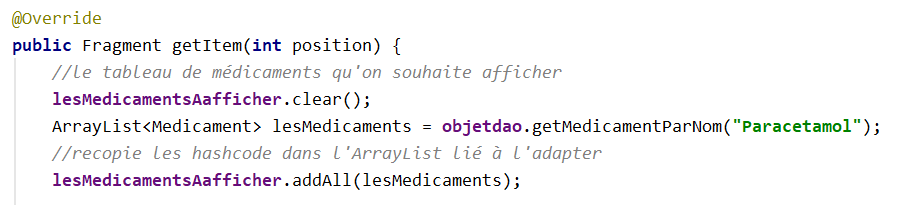 @Override
public Fragment getItem(int position) {
//le tableau de médicaments qu'on souhaite afficher
lesMedicamentsAafficher.clear();
ArrayList<Medicament> lesMedicaments = objetdao.getMedicamentParNom("Paracetamol");
//recopie les hashcode dans l'ArrayList lié à l'adapter
lesMedicamentsAafficher.addAll(lesMedicaments);